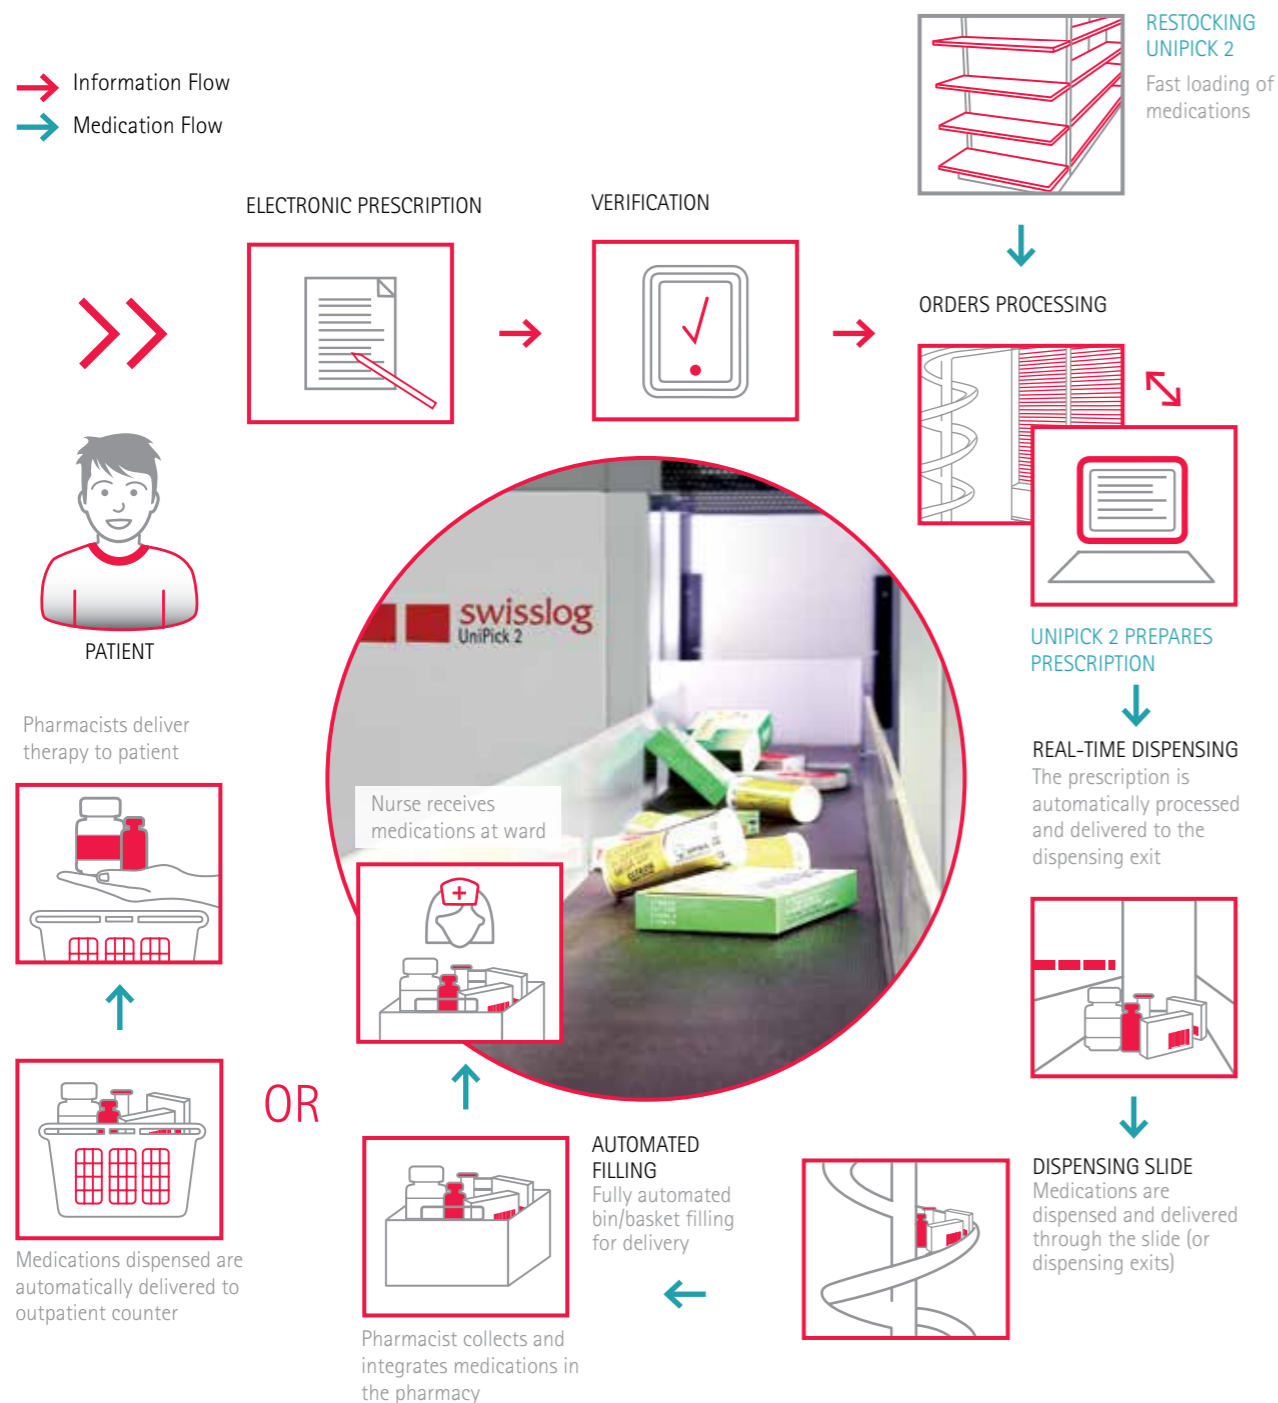 Information Flow
Medication Flow
RESTOCKING
UNIPICK 2
Fast loading of
medications
ELECTRONIC PRESCRIPTION
VERIFICATION
ORDERS PROCESSING
PATIENT
swisslog
UniPick 2
UNIPICK 2 PREPARES
PRESCRIPTION
REAL-TIME DISPENSING
The prescription is
automatically processed
and delivered to the
dispensing exit
DISPENSING SLIDE
Medications are
dispensed and delivered
through the slide (or
dispensing exits)
AUTOMATED
FILLING
Fully automated
bin/basket filling
for delivery
Pharmacist collects and
integrates medications in
the pharmacy
Nurse receives
medications at ward
OR
Medications dispensed are
automatically delivered to
outpatient counter
Pharmacists deliver
therapy to patient